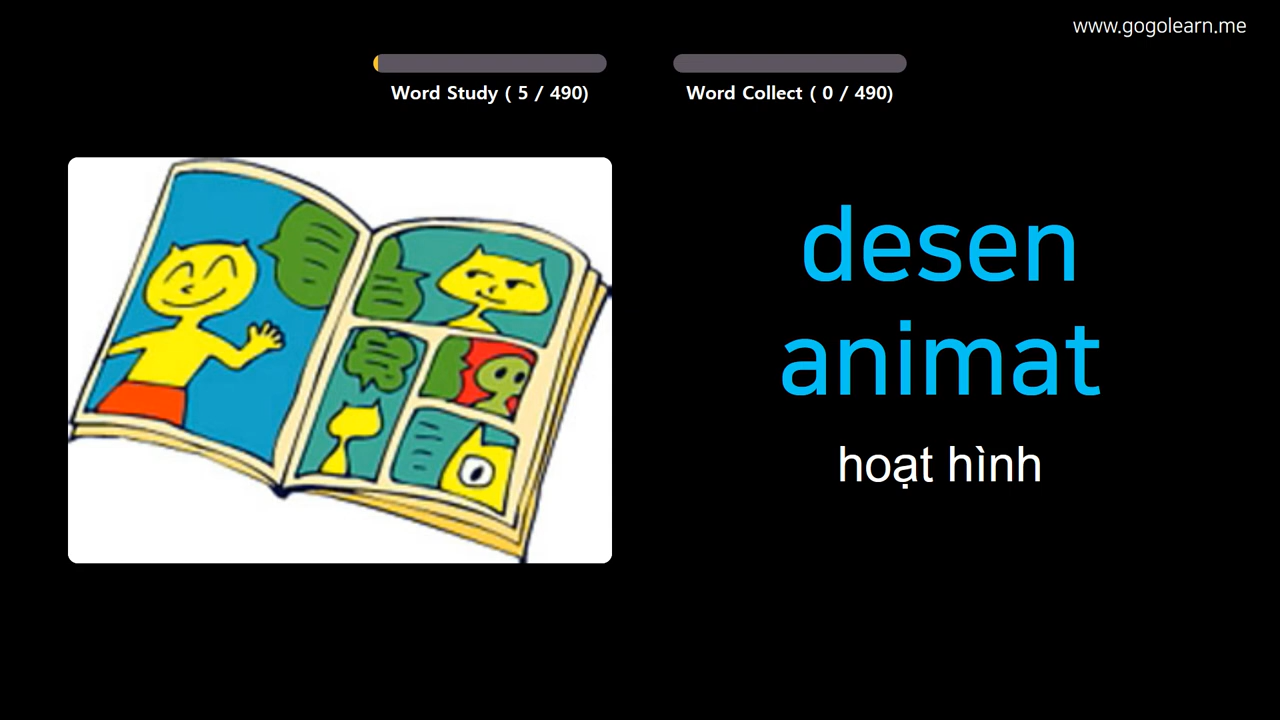 www.gogolearn.me
Word Study ( 5 / 490)
Word Collect ( 0 / 490)
desen
animat
hoạt hình